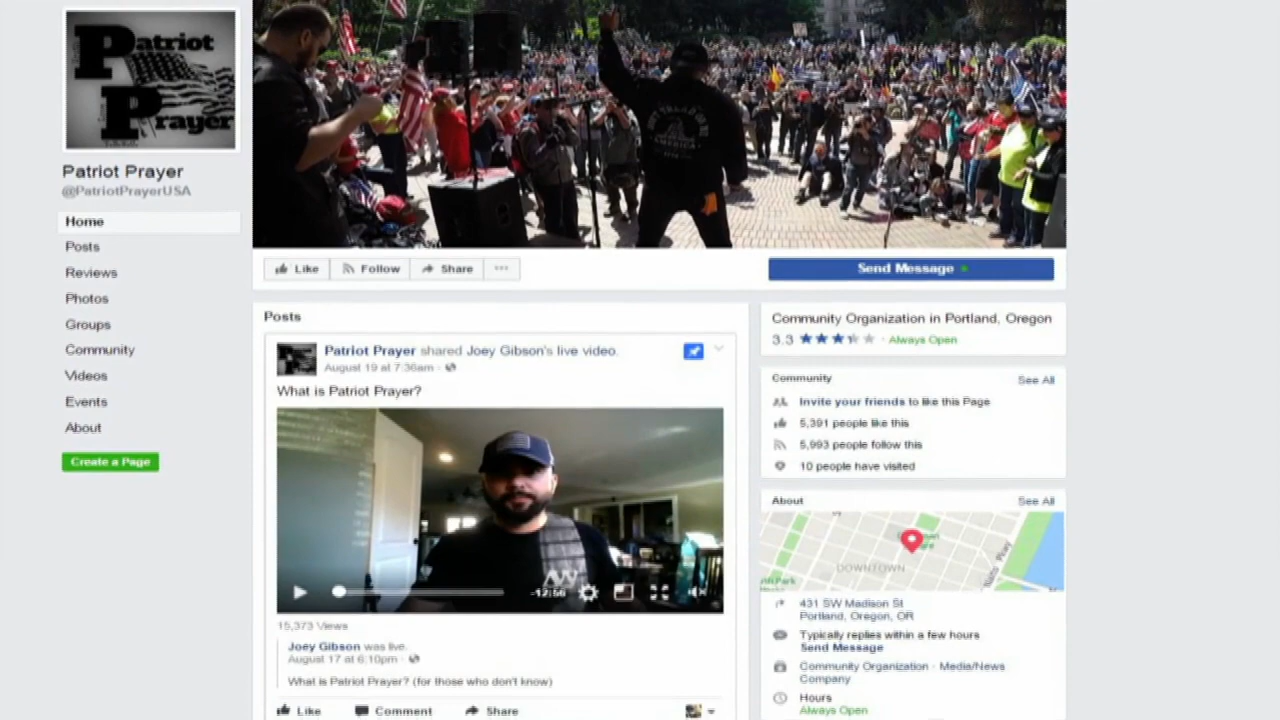 Patriot
Prayer
Patriot Prayer
@PatriotPrayerUSA
Home
Posts
Reviews
Photos
Groups
Community
Videos
Events
About
Create a Page
AMERICA
Like
Follow
Share
Send Message
Posts
Patriot Prayer shared Joey Gibson's live video.
August 19 at 7:36am ·
What is Patriot Prayer?
-12:56
15,373 Views
Joey Gibson was live.
August 17 at 6:10pm ·
What is Patriot Prayer? (for those who don't know)
Like
Comment
Share
Community Organization in Portland, Oregon
3.3 · Always Open
Community
See All
Invite your friends to like this Page
5,391 people like this
5,993 people follow this
10 people have visited
About
See All
DOWNTOWN
431 SW Madison St
Portland, Oregon, OR
Typically replies within a few hours
Send Message
Community Organization · Media/News
Company
Hours
Always Open